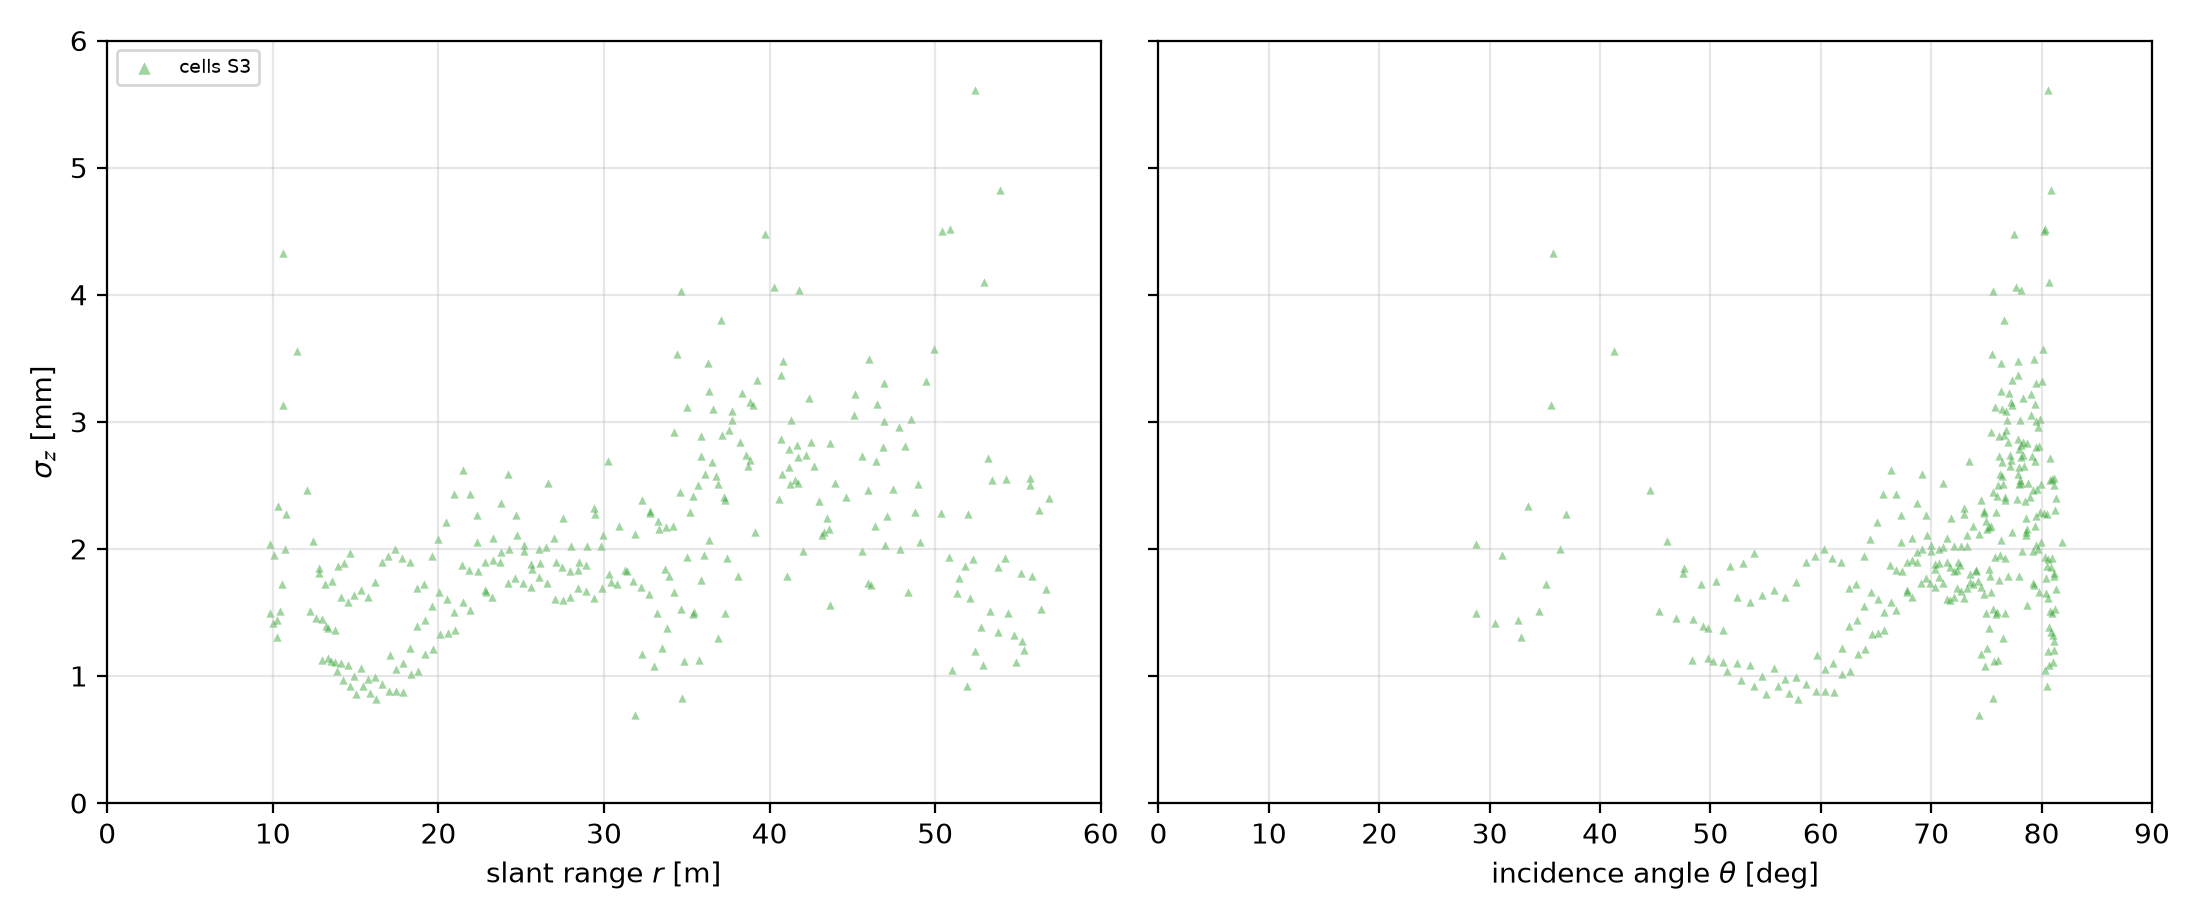 cells S3
σz [mm]
6
5
4
3
2
1
0
0 10 20 30 40 50 60
slant range r [m]
0 10 20 30 40 50 60 70 80 90
incidence angle θ [deg]